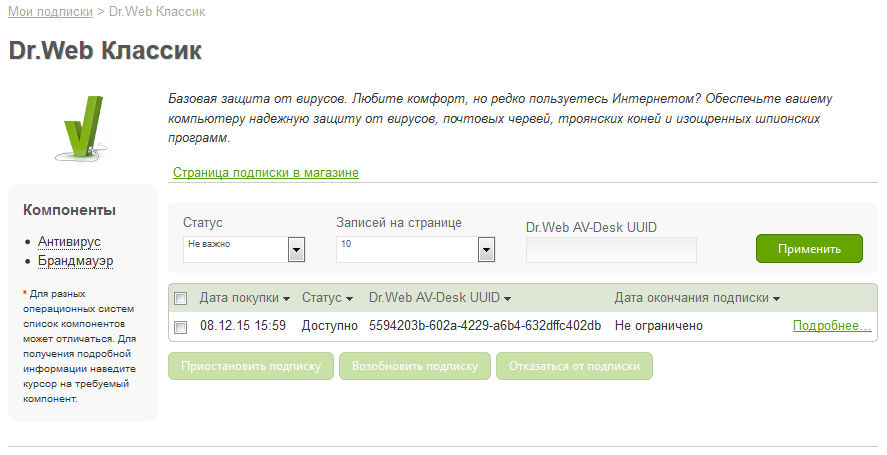 Мои подписки > Dr.Web Классик
Dr.Web Классик
Базовая защита от вирусов. Любите комфорт, но редко пользуетесь Интернетом? Обеспечьте вашему
компьютеру надежную защиту от вирусов, почтовых червей, троянских коней и изощренных шпионских
программ.
Страница подписки в магазине
Компоненты
• Антивирус
• Брандмауэр
* Для разных
операционных систем
список компонентов
может отличаться. Для
получения подробной
информации наведите
курсор на требуемый
компонент.
Статус Записей на странице Dr.Web AV-Desk UUID
Не важно 10 Применить
Дата покупки Статус Dr.Web AV-Desk UUID Дата окончания подписки
08.12.15 15:59 Доступно 5594203b-602a-4229-a6b4-632dffc402db Не ограничено Подробнее...
Приостановить подписку Возобновить подписку Отказаться от подписки